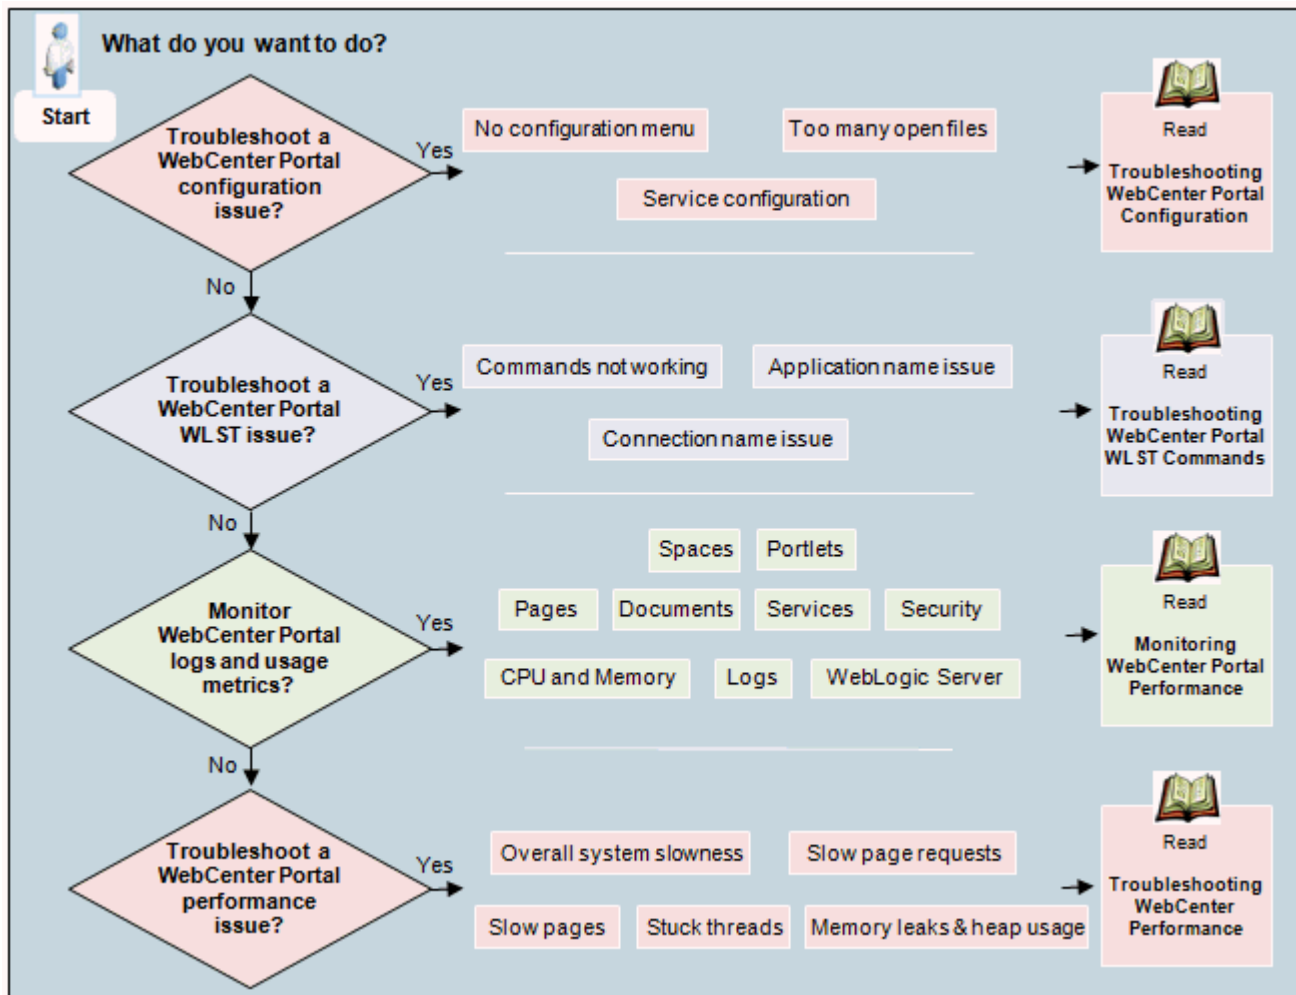 What do you want to do?
Start
Troubleshoot a
WebCenter Portal
configuration
issue?
Yes
No configuration menu
Too many open files
Service configuration
Read
Troubleshooting
WebCenter Portal
Configuration
No
Troubleshoot a
WebCenter Portal
WLST issue?
Yes
Commands not working
Application name issue
Connection name issue
Read
Troubleshooting
WebCenter Portal
WLST Commands
No
Monitor
WebCenter Portal
logs and usage
metrics?
Yes
Spaces
Portlets
Pages
Documents
Services
Security
CPU and Memory
Logs
WebLogic Server
Read
Monitoring
WebCenter Portal
Performance
No
Troubleshoot a
WebCenter Portal
performance
issue?
Yes
Overall system slowness
Slow page requests
Slow pages
Stuck threads
Memory leaks & heap usage
Read
Troubleshooting
WebCenter
Performance